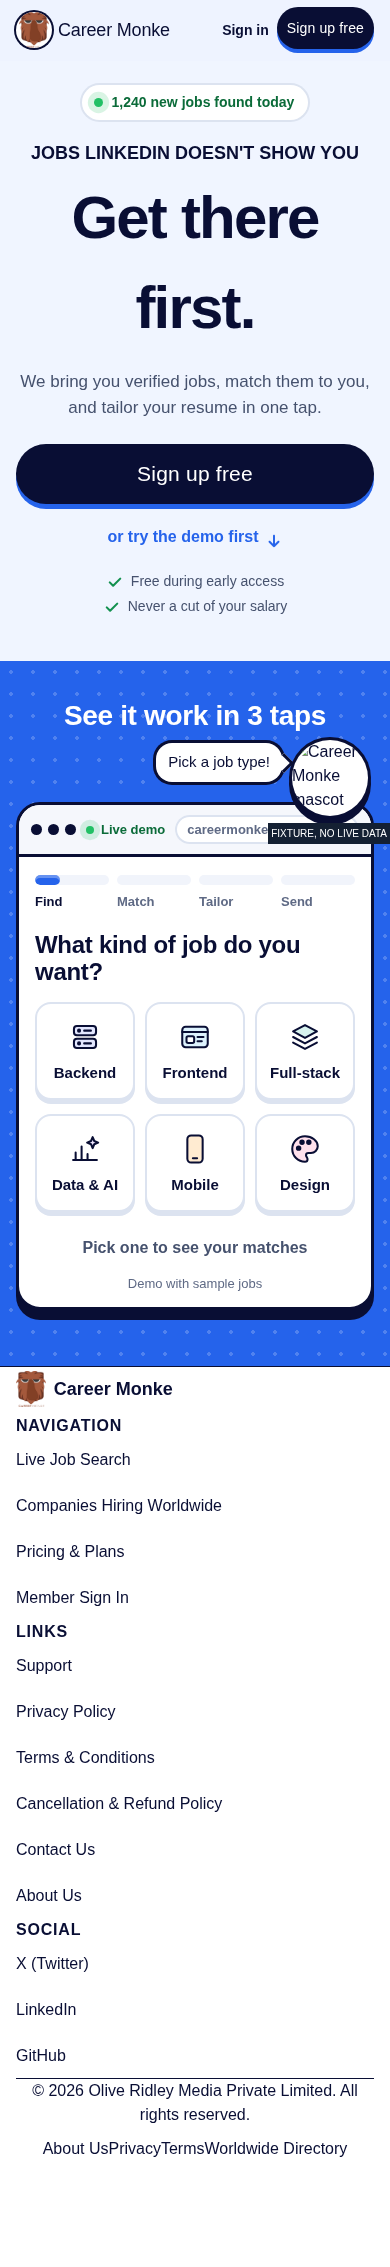 Career Monke
Sign in
Sign up free
1,240 new jobs found today
JOBS LINKEDIN DOESN'T SHOW YOU
Get there
first.
We bring you verified jobs, match them to you,
and tailor your resume in one tap.
Sign up free
or try the demo first
Free during early access
Never a cut of your salary
See it work in 3 taps
Pick a job type!
Career
Monke
mascot
Live demo
careermonke
FIXTURE, NO LIVE DATA
Find
Match
Tailor
Send
What kind of job do you
want?
Backend
Frontend
Full-stack
Data & AI
Mobile
Design
Pick one to see your matches
Demo with sample jobs
Career Monke
NAVIGATION
Live Job Search
Companies Hiring Worldwide
Pricing & Plans
Member Sign In
LINKS
Support
Privacy Policy
Terms & Conditions
Cancellation & Refund Policy
Contact Us
About Us
SOCIAL
X (Twitter)
LinkedIn
GitHub
© 2026 Olive Ridley Media Private Limited. All
rights reserved.
About UsPrivacyTermsWorldwide Directory